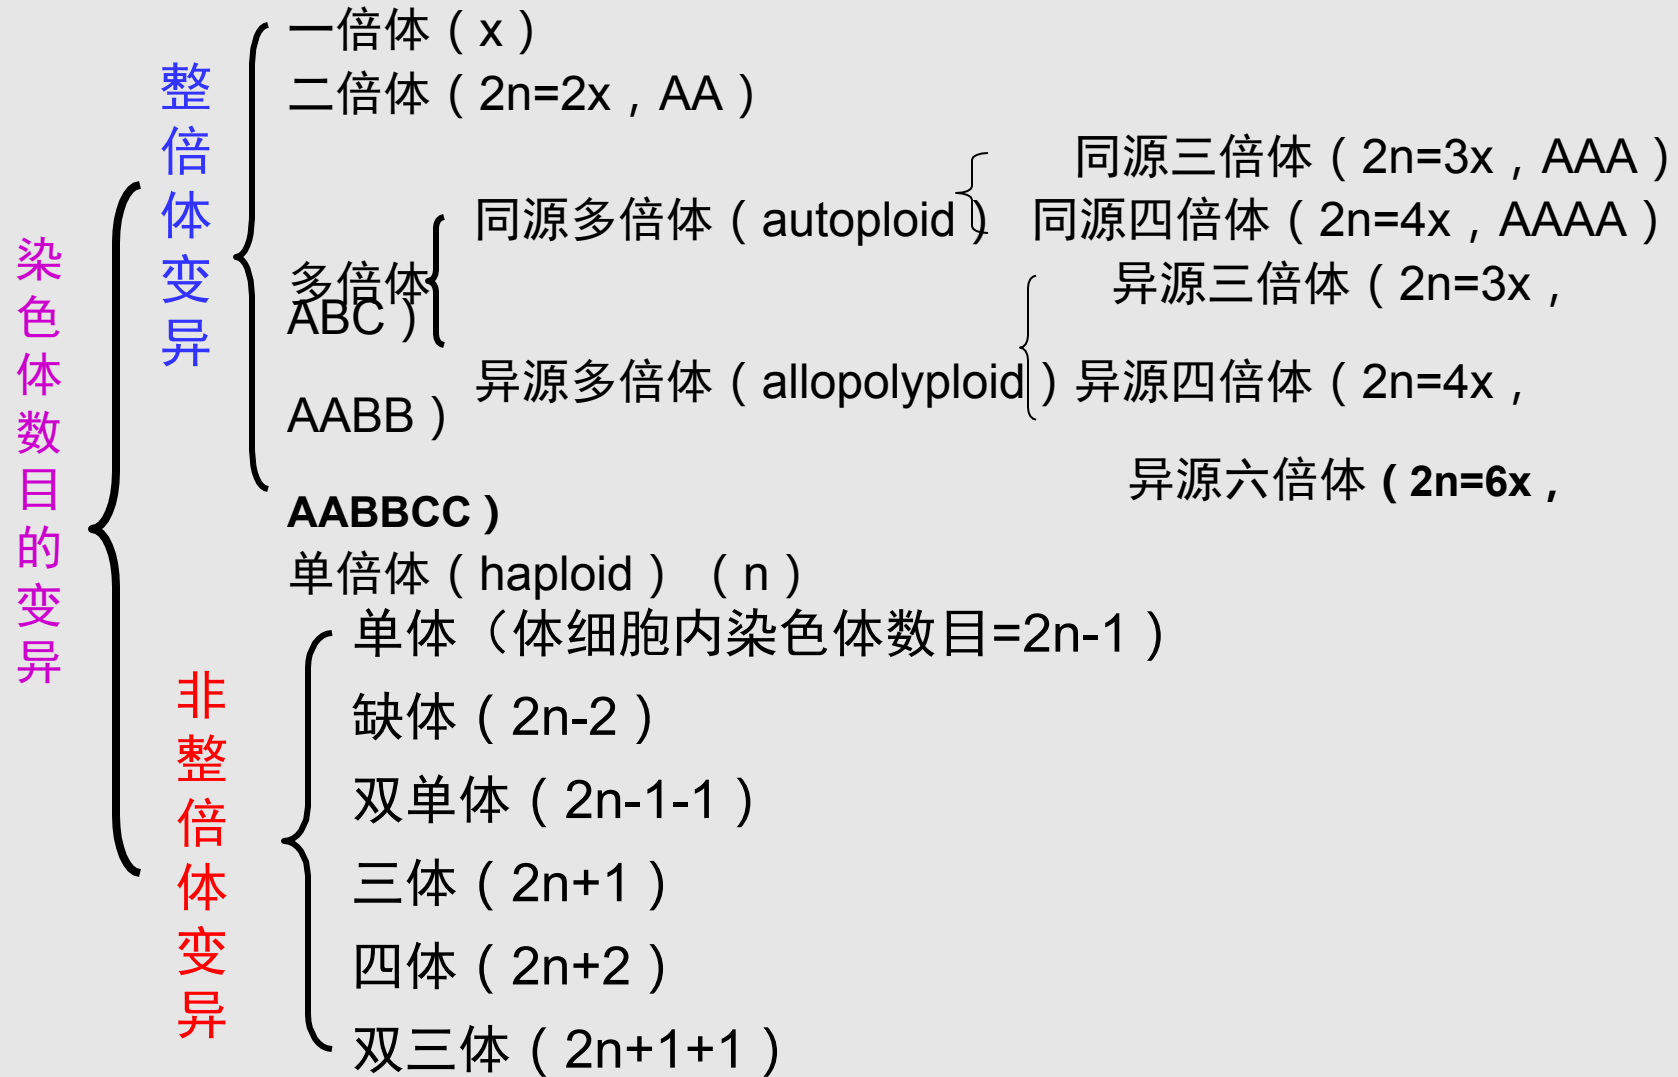 染色体数目的变异
整倍体变异
一倍体（x）
二倍体（2n=2x，AA）
同源三倍体（2n=3x，AAA）
同源多倍体（autoploid） 同源四倍体（2n=4x，AAAA）
多倍体 异源三倍体（2n=3x，
ABC）
异源多倍体（allopolyploid）异源四倍体（2n=4x，
AABB）
异源六倍体（2n=6x，
AABBCC）
单倍体（haploid）（n）
非整倍体变异
单体（体细胞内染色体数目=2n-1）
缺体（2n-2）
双单体（2n-1-1）
三体（2n+1）
四体（2n+2）
双三体（2n+1+1）